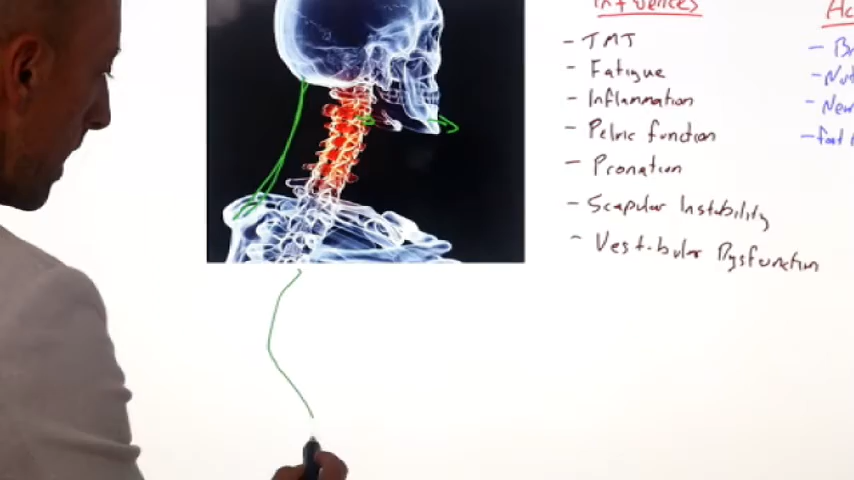 Influences
- TMJ
- Fatigue
- Inflammation
- Pelvic function
- Pronation
- Scapular Instability
- Vestibular Dysfunction